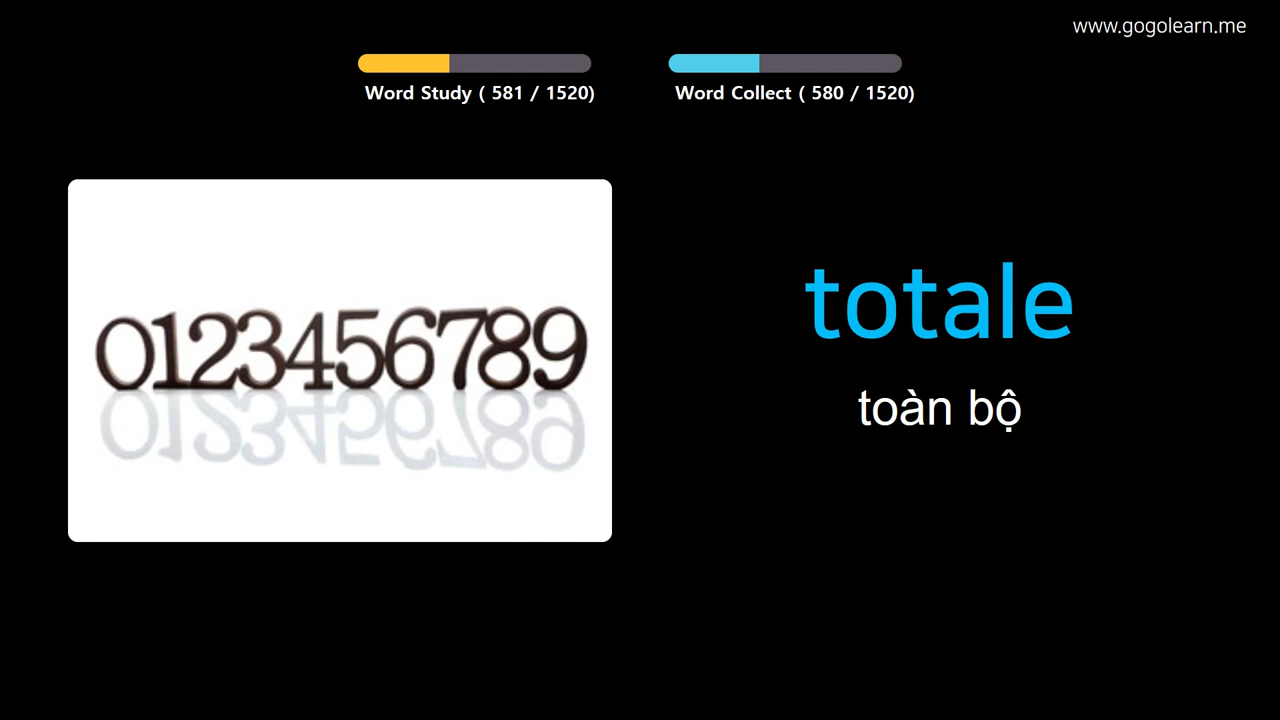 www.gogolearn.me
Word Study ( 581 / 1520)
Word Collect ( 580 / 1520)
0123456789
totale
toàn bộ